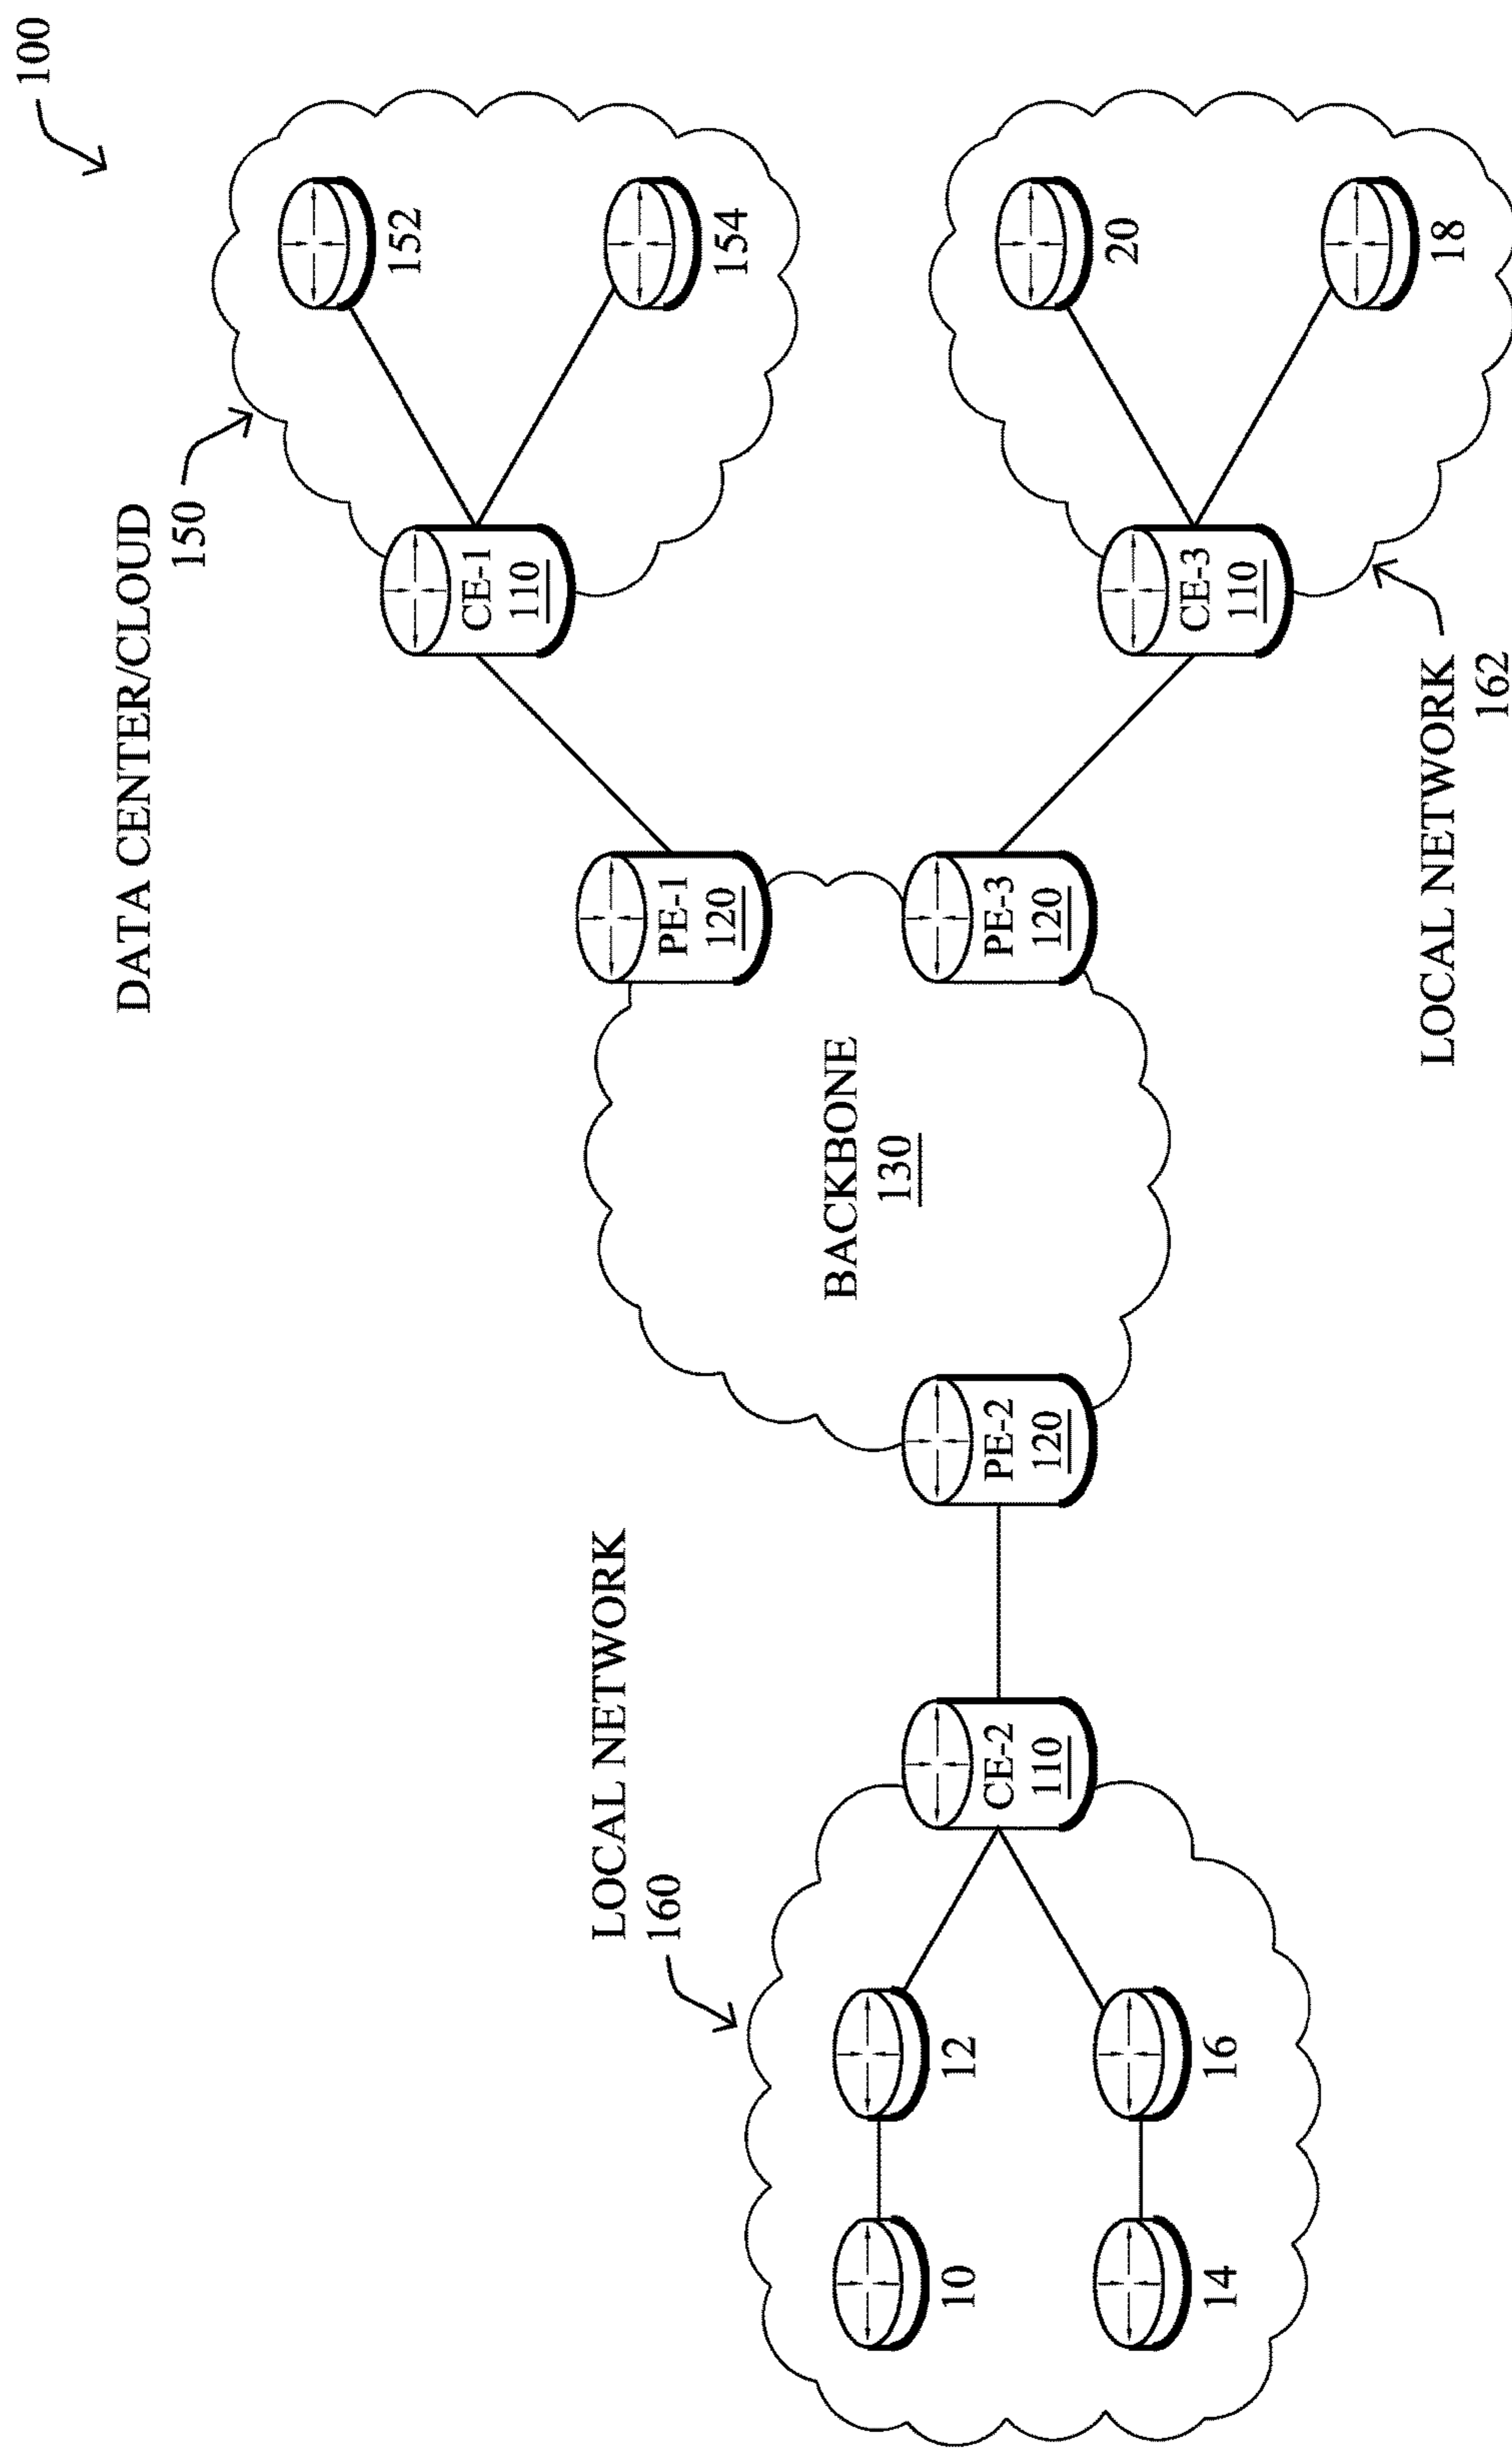 100
DATA CENTER/CLOUD
150
152
154
CE-1
110
PE-1
120
BACKBONE
130
PE-3
120
PE-2
120
CE-3
110
20
18
LOCAL NETWORK
162
LOCAL NETWORK
160
CE-2
110
12
10
16
14